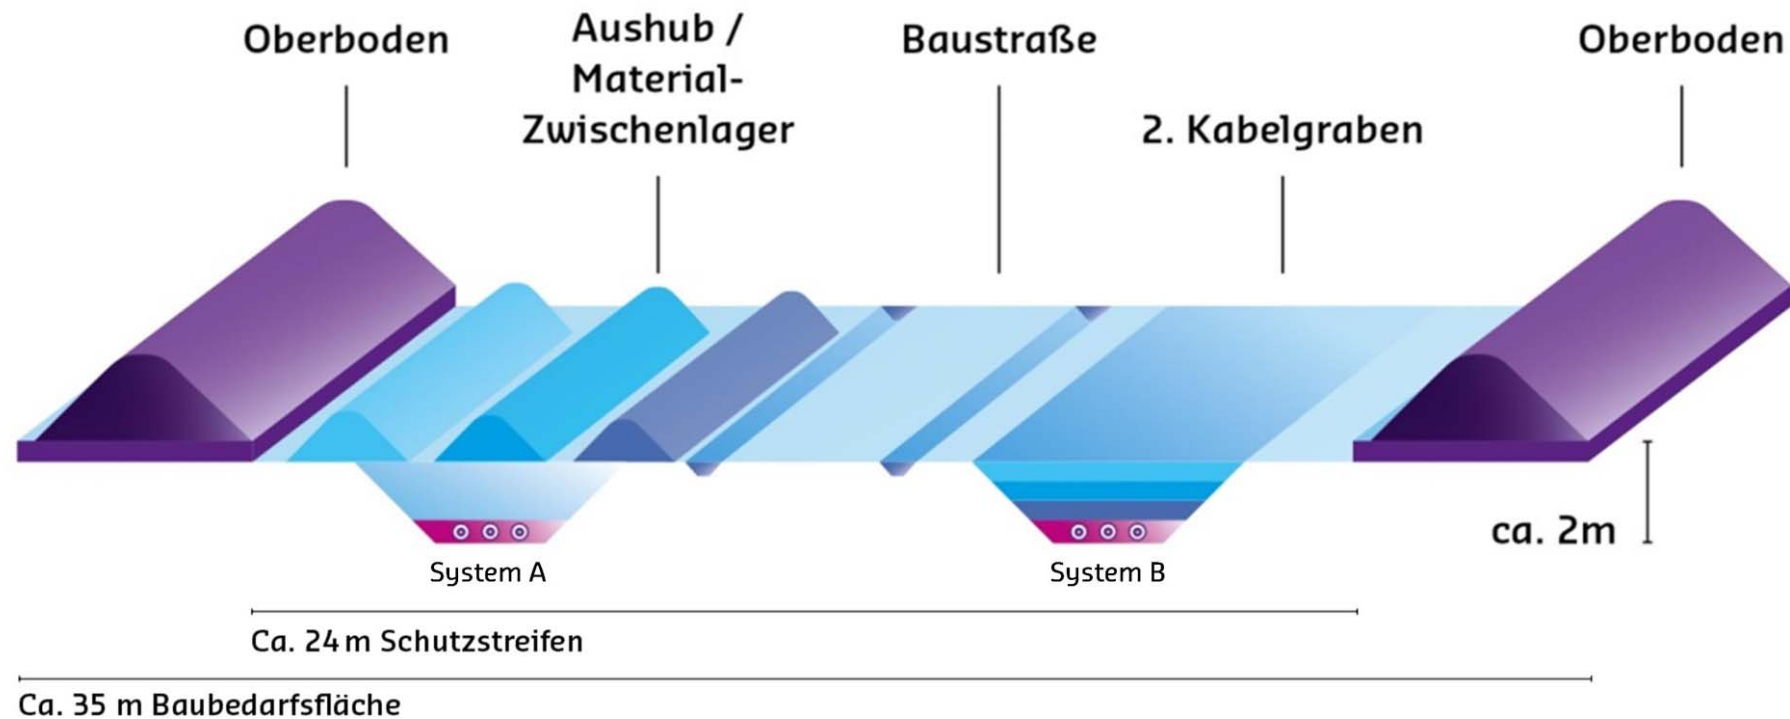 Oberboden
Aushub /
Material-
Zwischenlager
Baustraße
2. Kabelgraben
Oberboden
ca. 2m
System A
System B
Ca. 24 m Schutzstreifen
Ca. 35 m Baubedarfsfläche